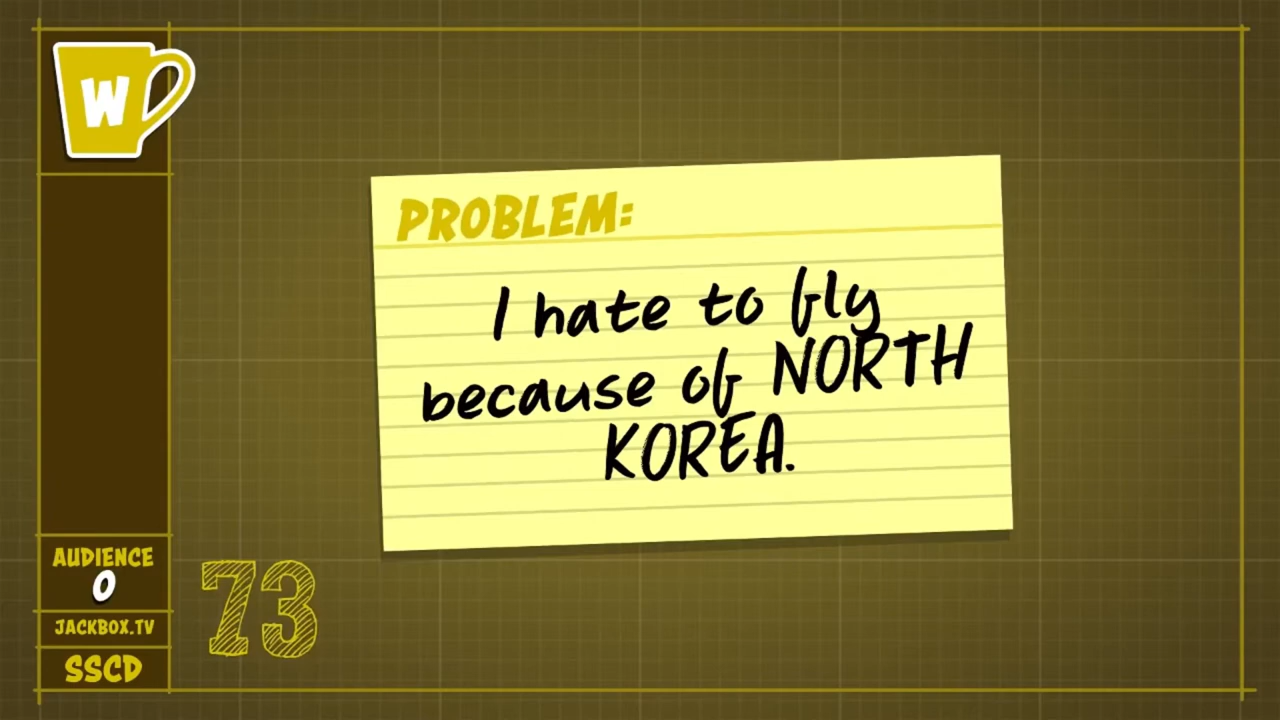 W
PROBLEM:
I hate to fly
because of NORTH
KOREA.
AUDIENCE
0
JACKBOX.TV
SSCD
73